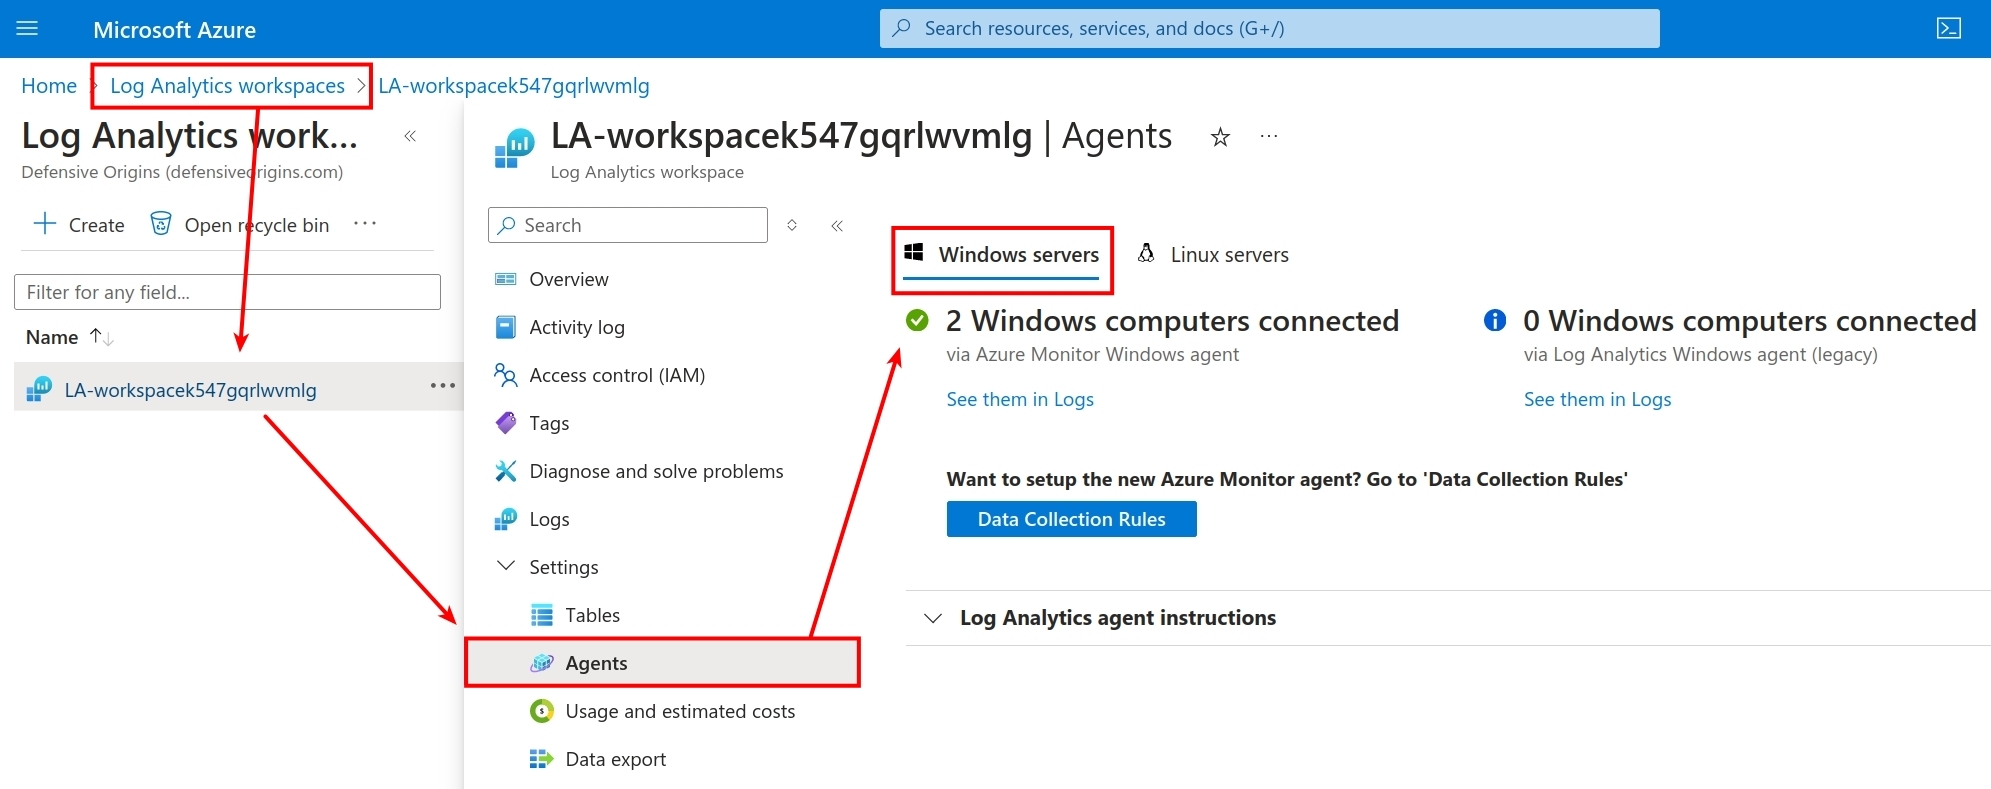 Microsoft Azure
Search resources, services, and docs (G+/)
Home > Log Analytics workspaces > LA-workspacek547gqrlwvmlg
Log Analytics work...
Defensive Origins (defensiveorigins.com)
Create
Open recycle bin
Filter for any field...
Name
LA-workspacek547gqrlwvmlg
LA-workspacek547gqrlwvmlg | Agents
Log Analytics workspace
Search
Overview
Activity log
Access control (IAM)
Tags
Diagnose and solve problems
Logs
Settings
Tables
Agents
Usage and estimated costs
Data export
Windows servers
Linux servers
2 Windows computers connected
via Azure Monitor Windows agent
See them in Logs
0 Windows computers connected
via Log Analytics Windows agent (legacy)
See them in Logs
Want to setup the new Azure Monitor agent? Go to 'Data Collection Rules'
Data Collection Rules
Log Analytics agent instructions